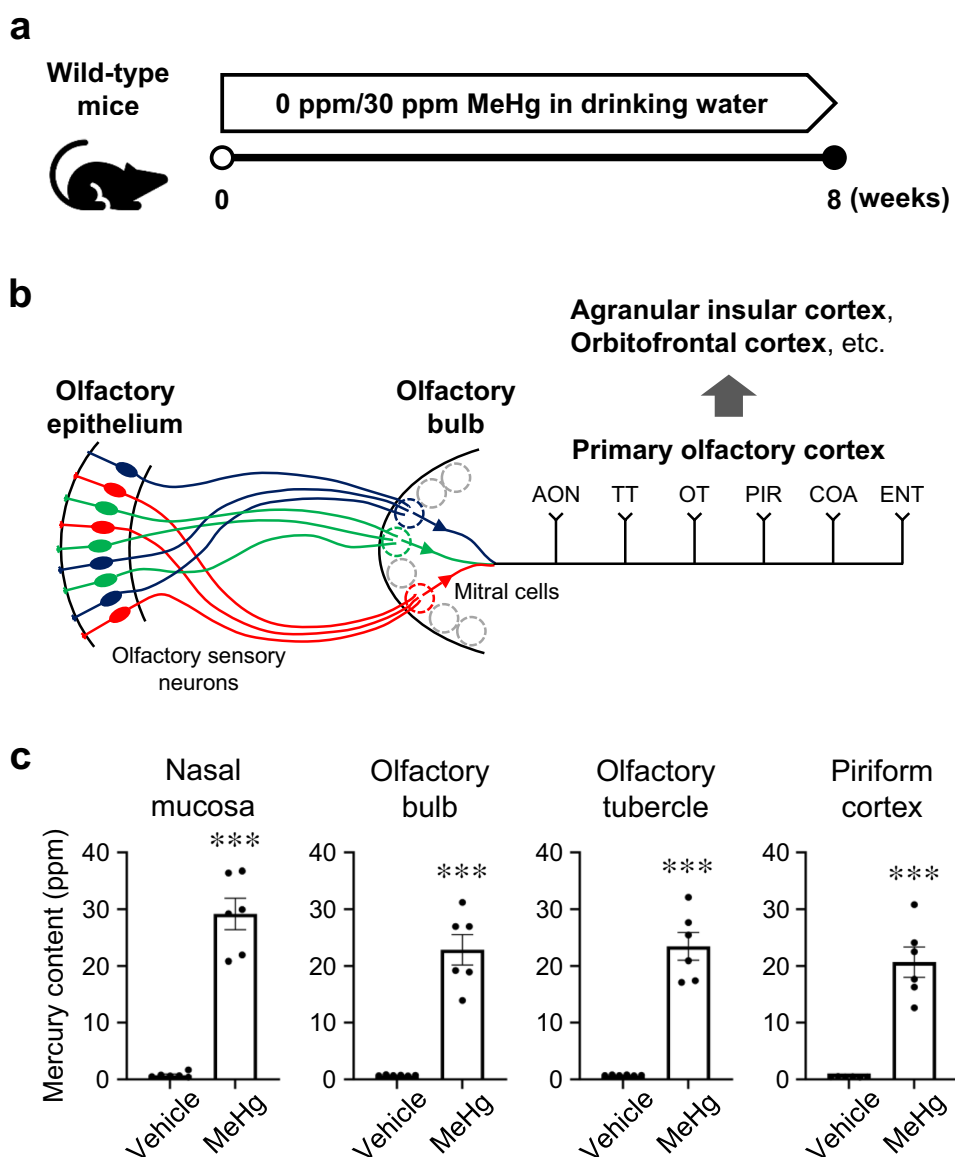 a
Wild-type
mice
0 ppm/30 ppm MeHg in drinking water
0
8 (weeks)
b
Agranular insular cortex,
Orbitofrontal cortex, etc.
Olfactory
epithelium
Olfactory
bulb
Primary olfactory cortex
AON TT OT PIR COA ENT
Mitral cells
Olfactory sensory
neurons
c
Nasal
mucosa
Olfactory
bulb
Olfactory
tubercle
Piriform
cortex
Mercury content (ppm)
40
30
20
10
0
***
Vehicle
MeHg
40
30
20
10
0
***
Vehicle
MeHg
40
30
20
10
0
***
Vehicle
MeHg
40
30
20
10
0
***
Vehicle
MeHg